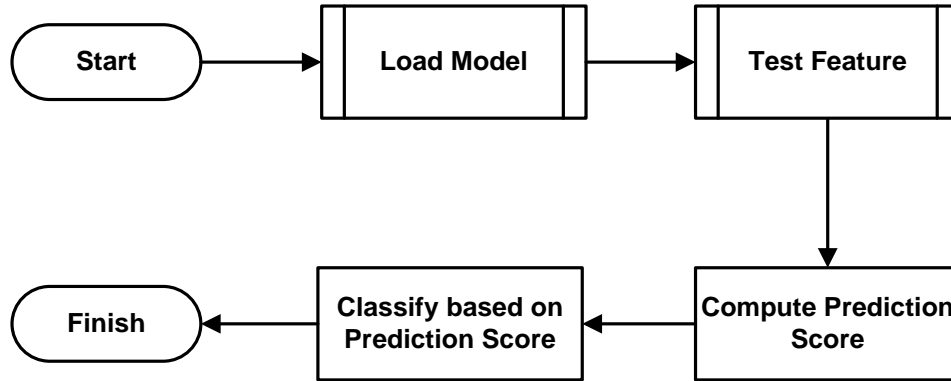 Start
Load Model
Test Feature
Compute Prediction
Score
Classify based on
Prediction Score
Finish